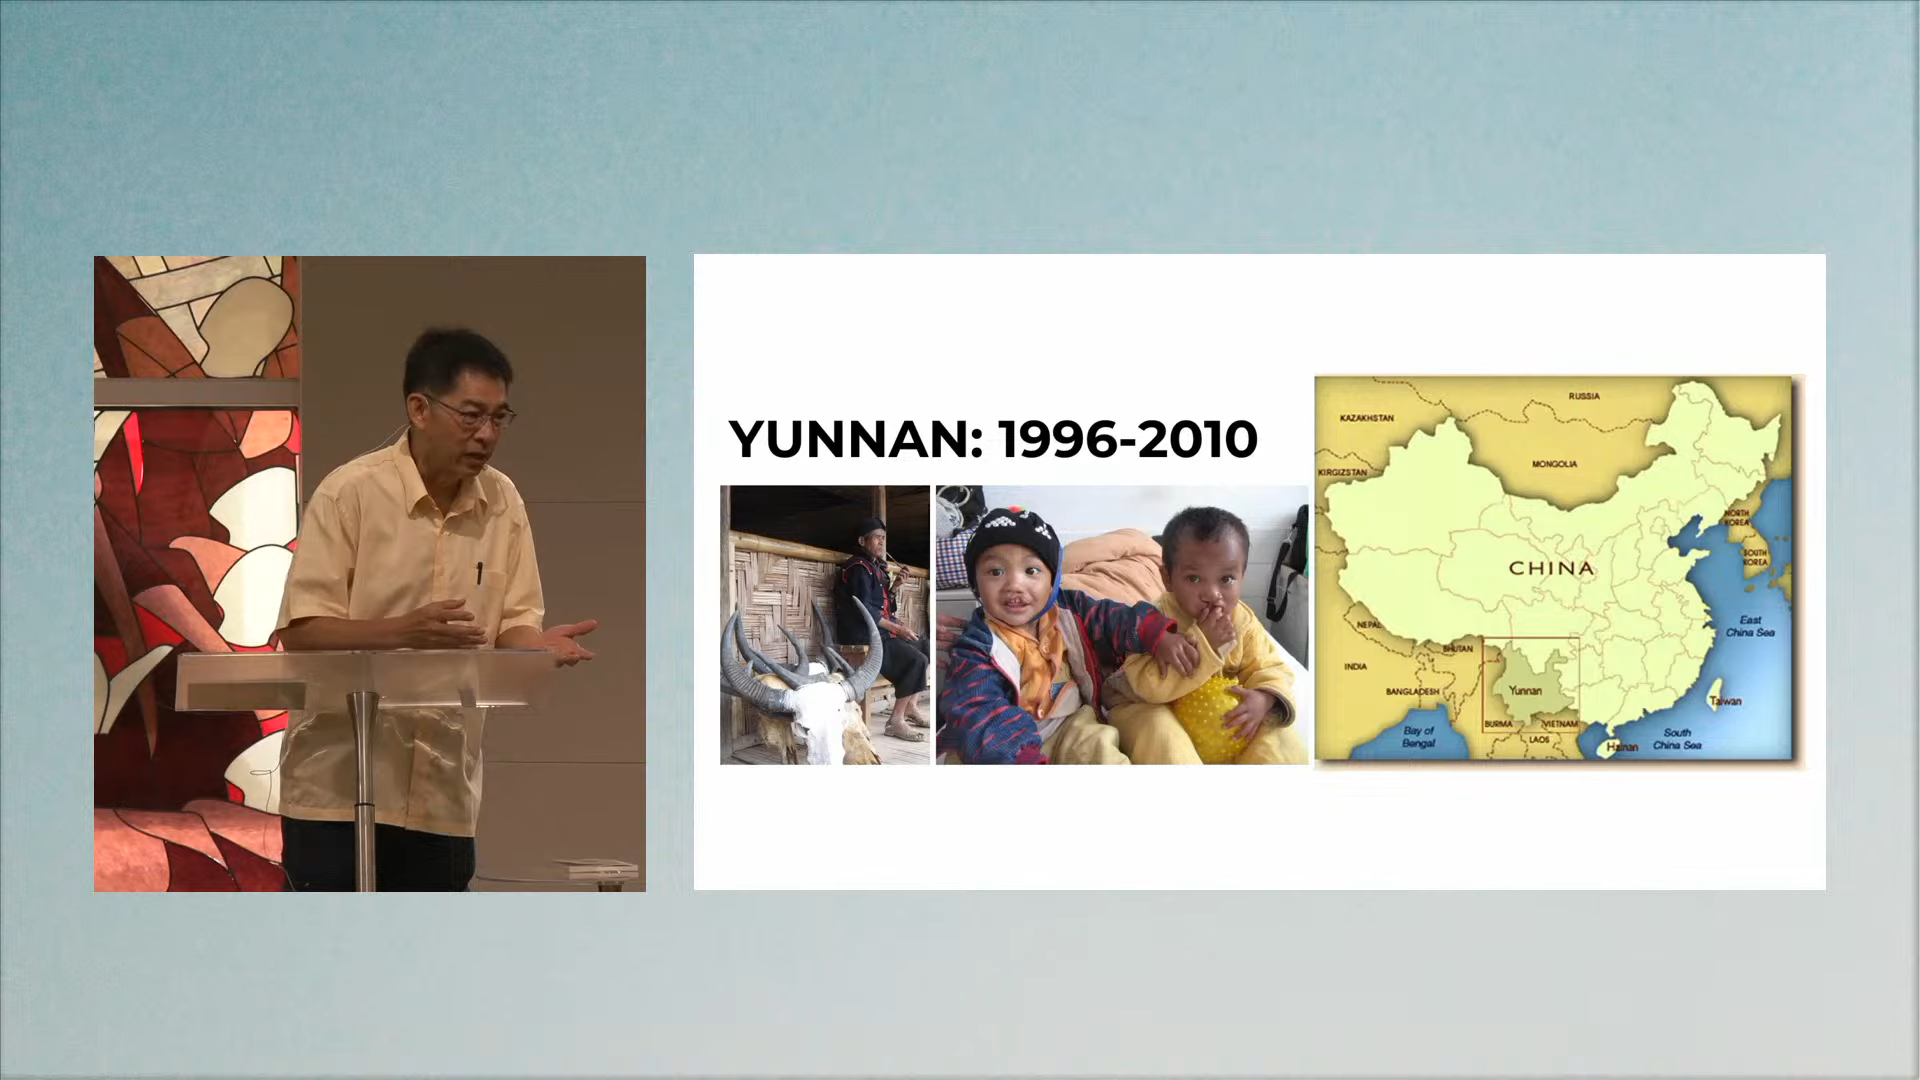 YUNNAN: 1996-2010
RUSSIA
KAZAKHSTAN
MONGOLIA
KIRGIZSTAN
NORTH
KOREA
SOUTH
KOREA
CHINA
NEPAL
East
China Sea
BHUTAN
INDIA
BANGLADESH
Yunnan
Taiwan
BURMA
VIETNAM
LAOS
Bay of
Bengal
South
China Sea
Hainan